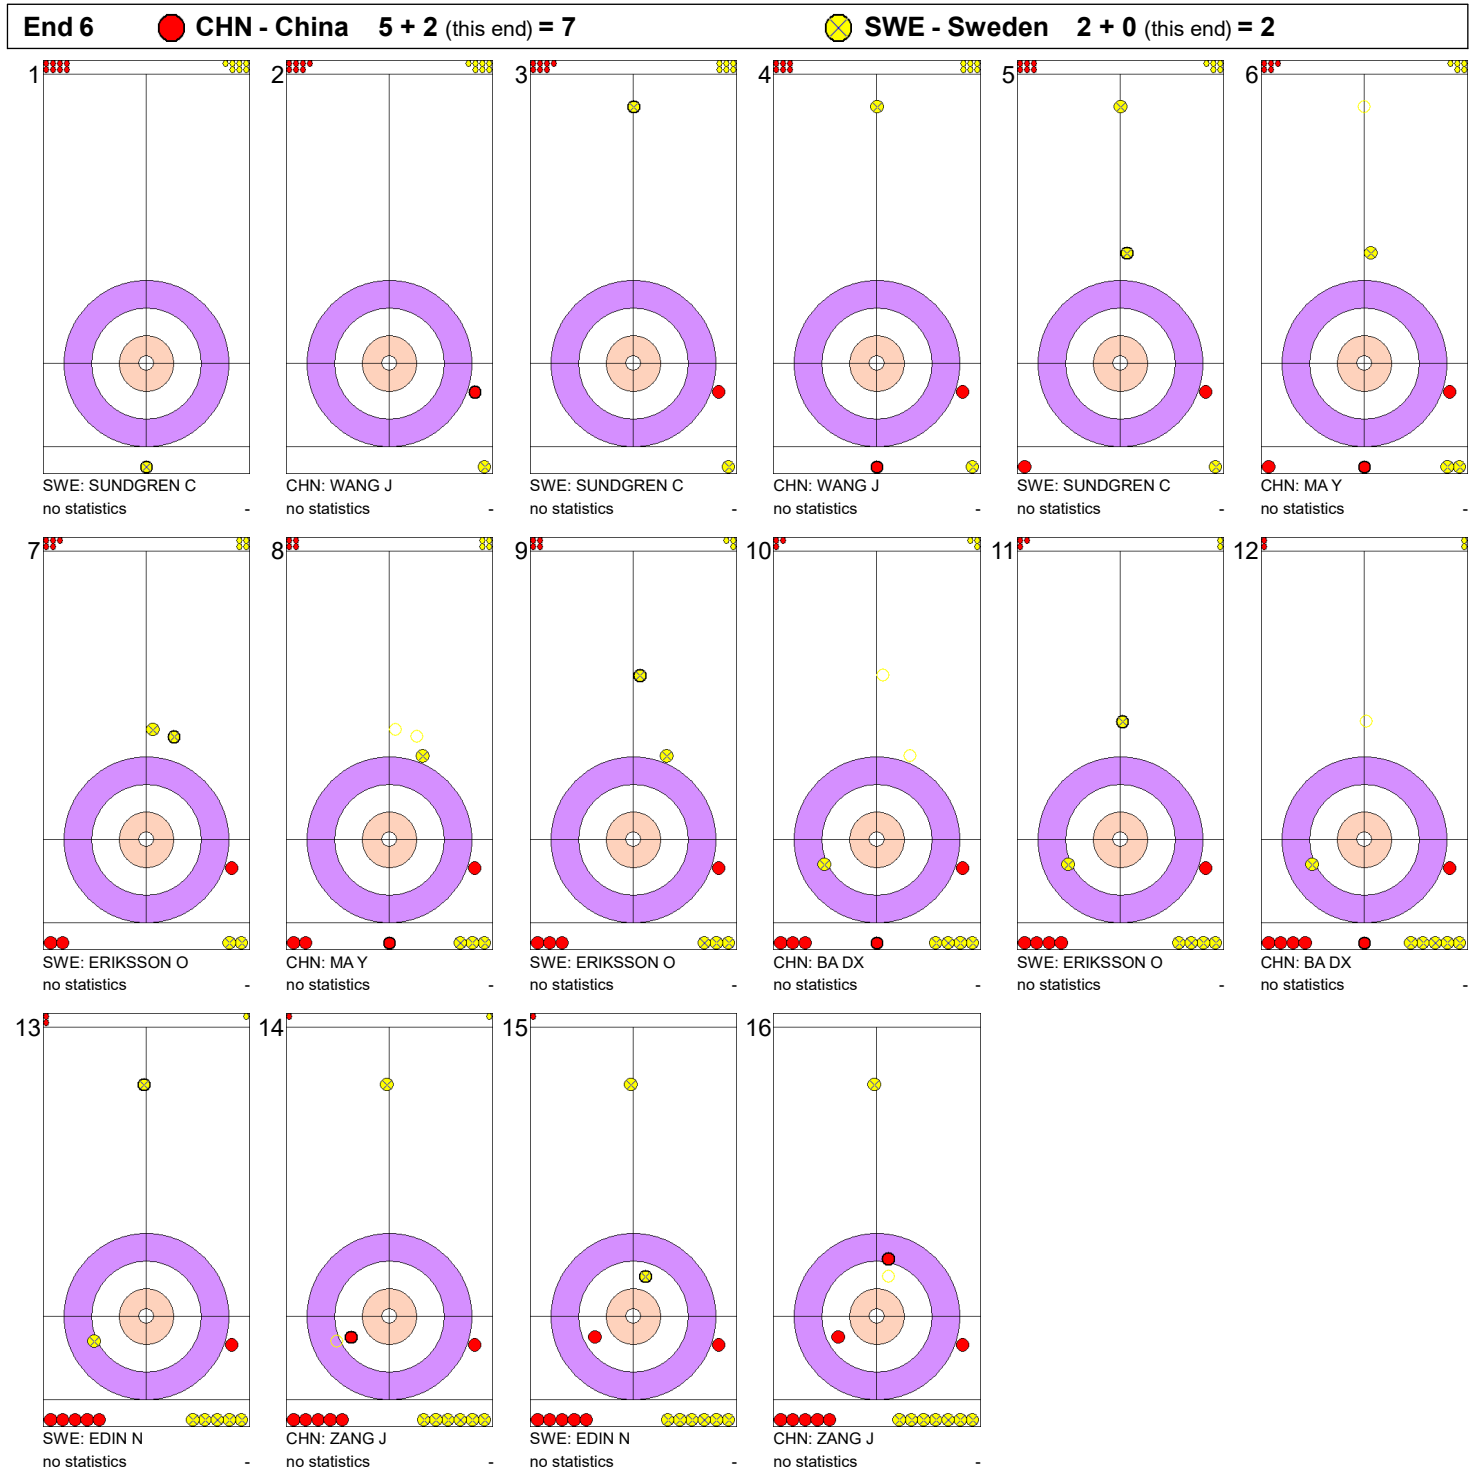 End 6 CHN - China 5 + 2 (this end) = 7 SWE - Sweden 2 + 0 (this end) = 2
1 2 3 4 5 6
SWE: SUNDGREN C CHN: WANG J SWE: SUNDGREN C CHN: WANG J SWE: SUNDGREN C CHN: MA Y
no statistics - no statistics - no statistics - no statistics - no statistics - no statistics -
7 8 9 10 11 12
SWE: ERIKSSON O CHN: MA Y SWE: ERIKSSON O CHN: BA DX SWE: ERIKSSON O CHN: BA DX
no statistics - no statistics - no statistics - no statistics - no statistics - no statistics -
13 14 15 16
SWE: EDIN N CHN: ZANG J SWE: EDIN N CHN: ZANG J
no statistics - no statistics - no statistics - no statistics -